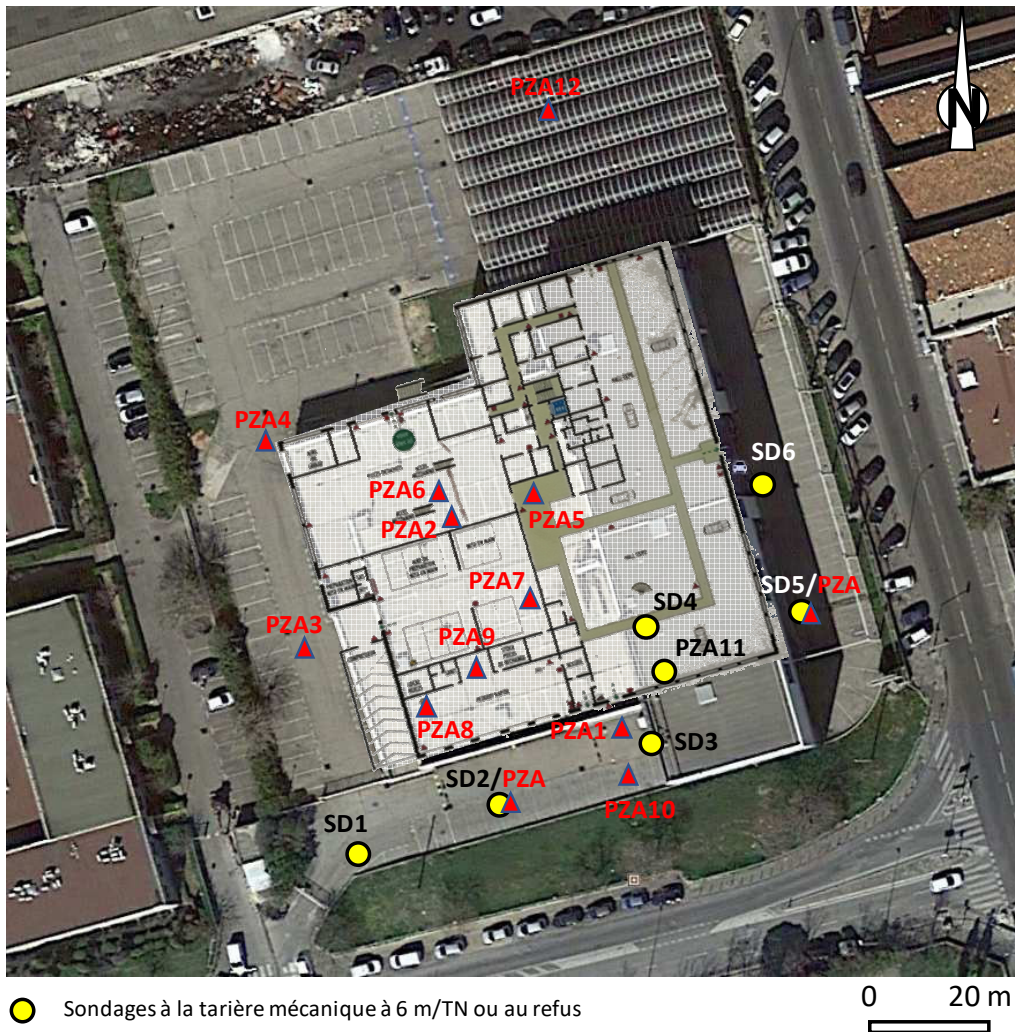 PZA12
N
PZA4
SD6
PZA6
PZA2
PZA5
PZA7
SD5/PZA
SD4
PZA3
PZA9
PZA11
PZA8
PZA1
SD3
SD2/PZA
PZA10
SD1
Sondages à la tarière mécanique à 6 m/TN ou au refus
0 20 m